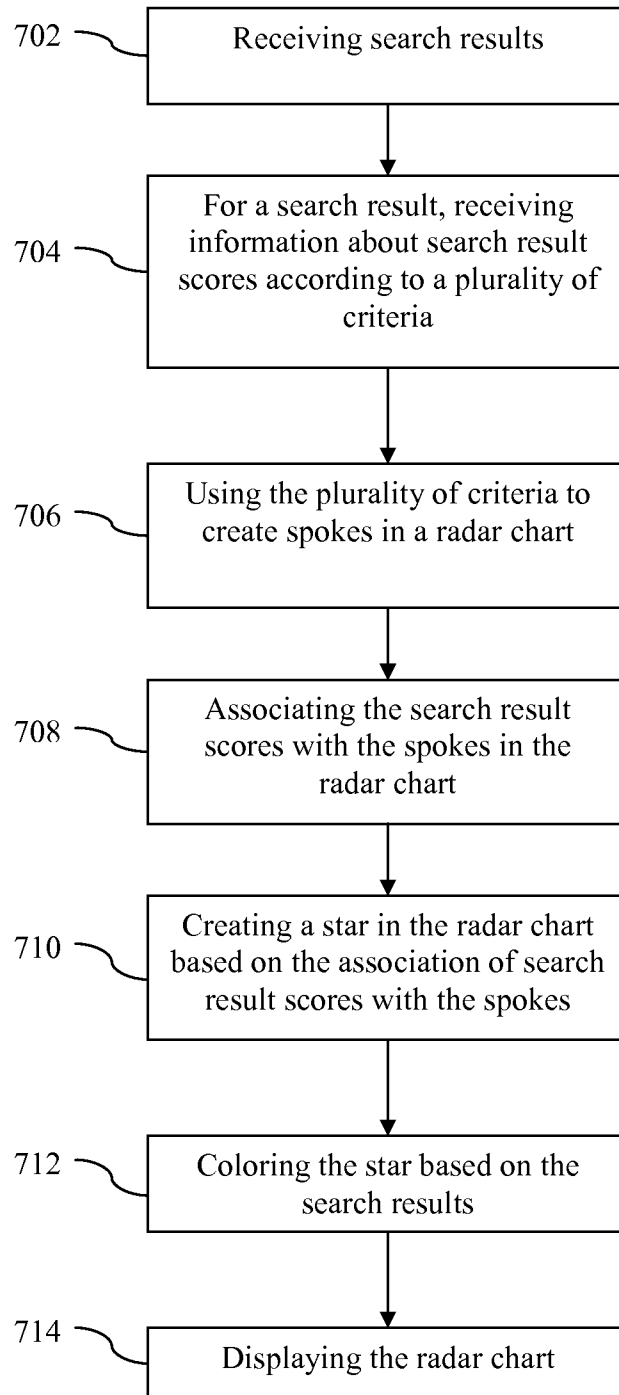 702
Receiving search results
704
For a search result, receiving
information about search result
scores according to a plurality of
criteria
706
Using the plurality of criteria to
create spokes in a radar chart
708
Associating the search result
scores with the spokes in the
radar chart
710
Creating a star in the radar chart
based on the association of search
result scores with the spokes
712
Coloring the star based on the
search results
714
Displaying the radar chart